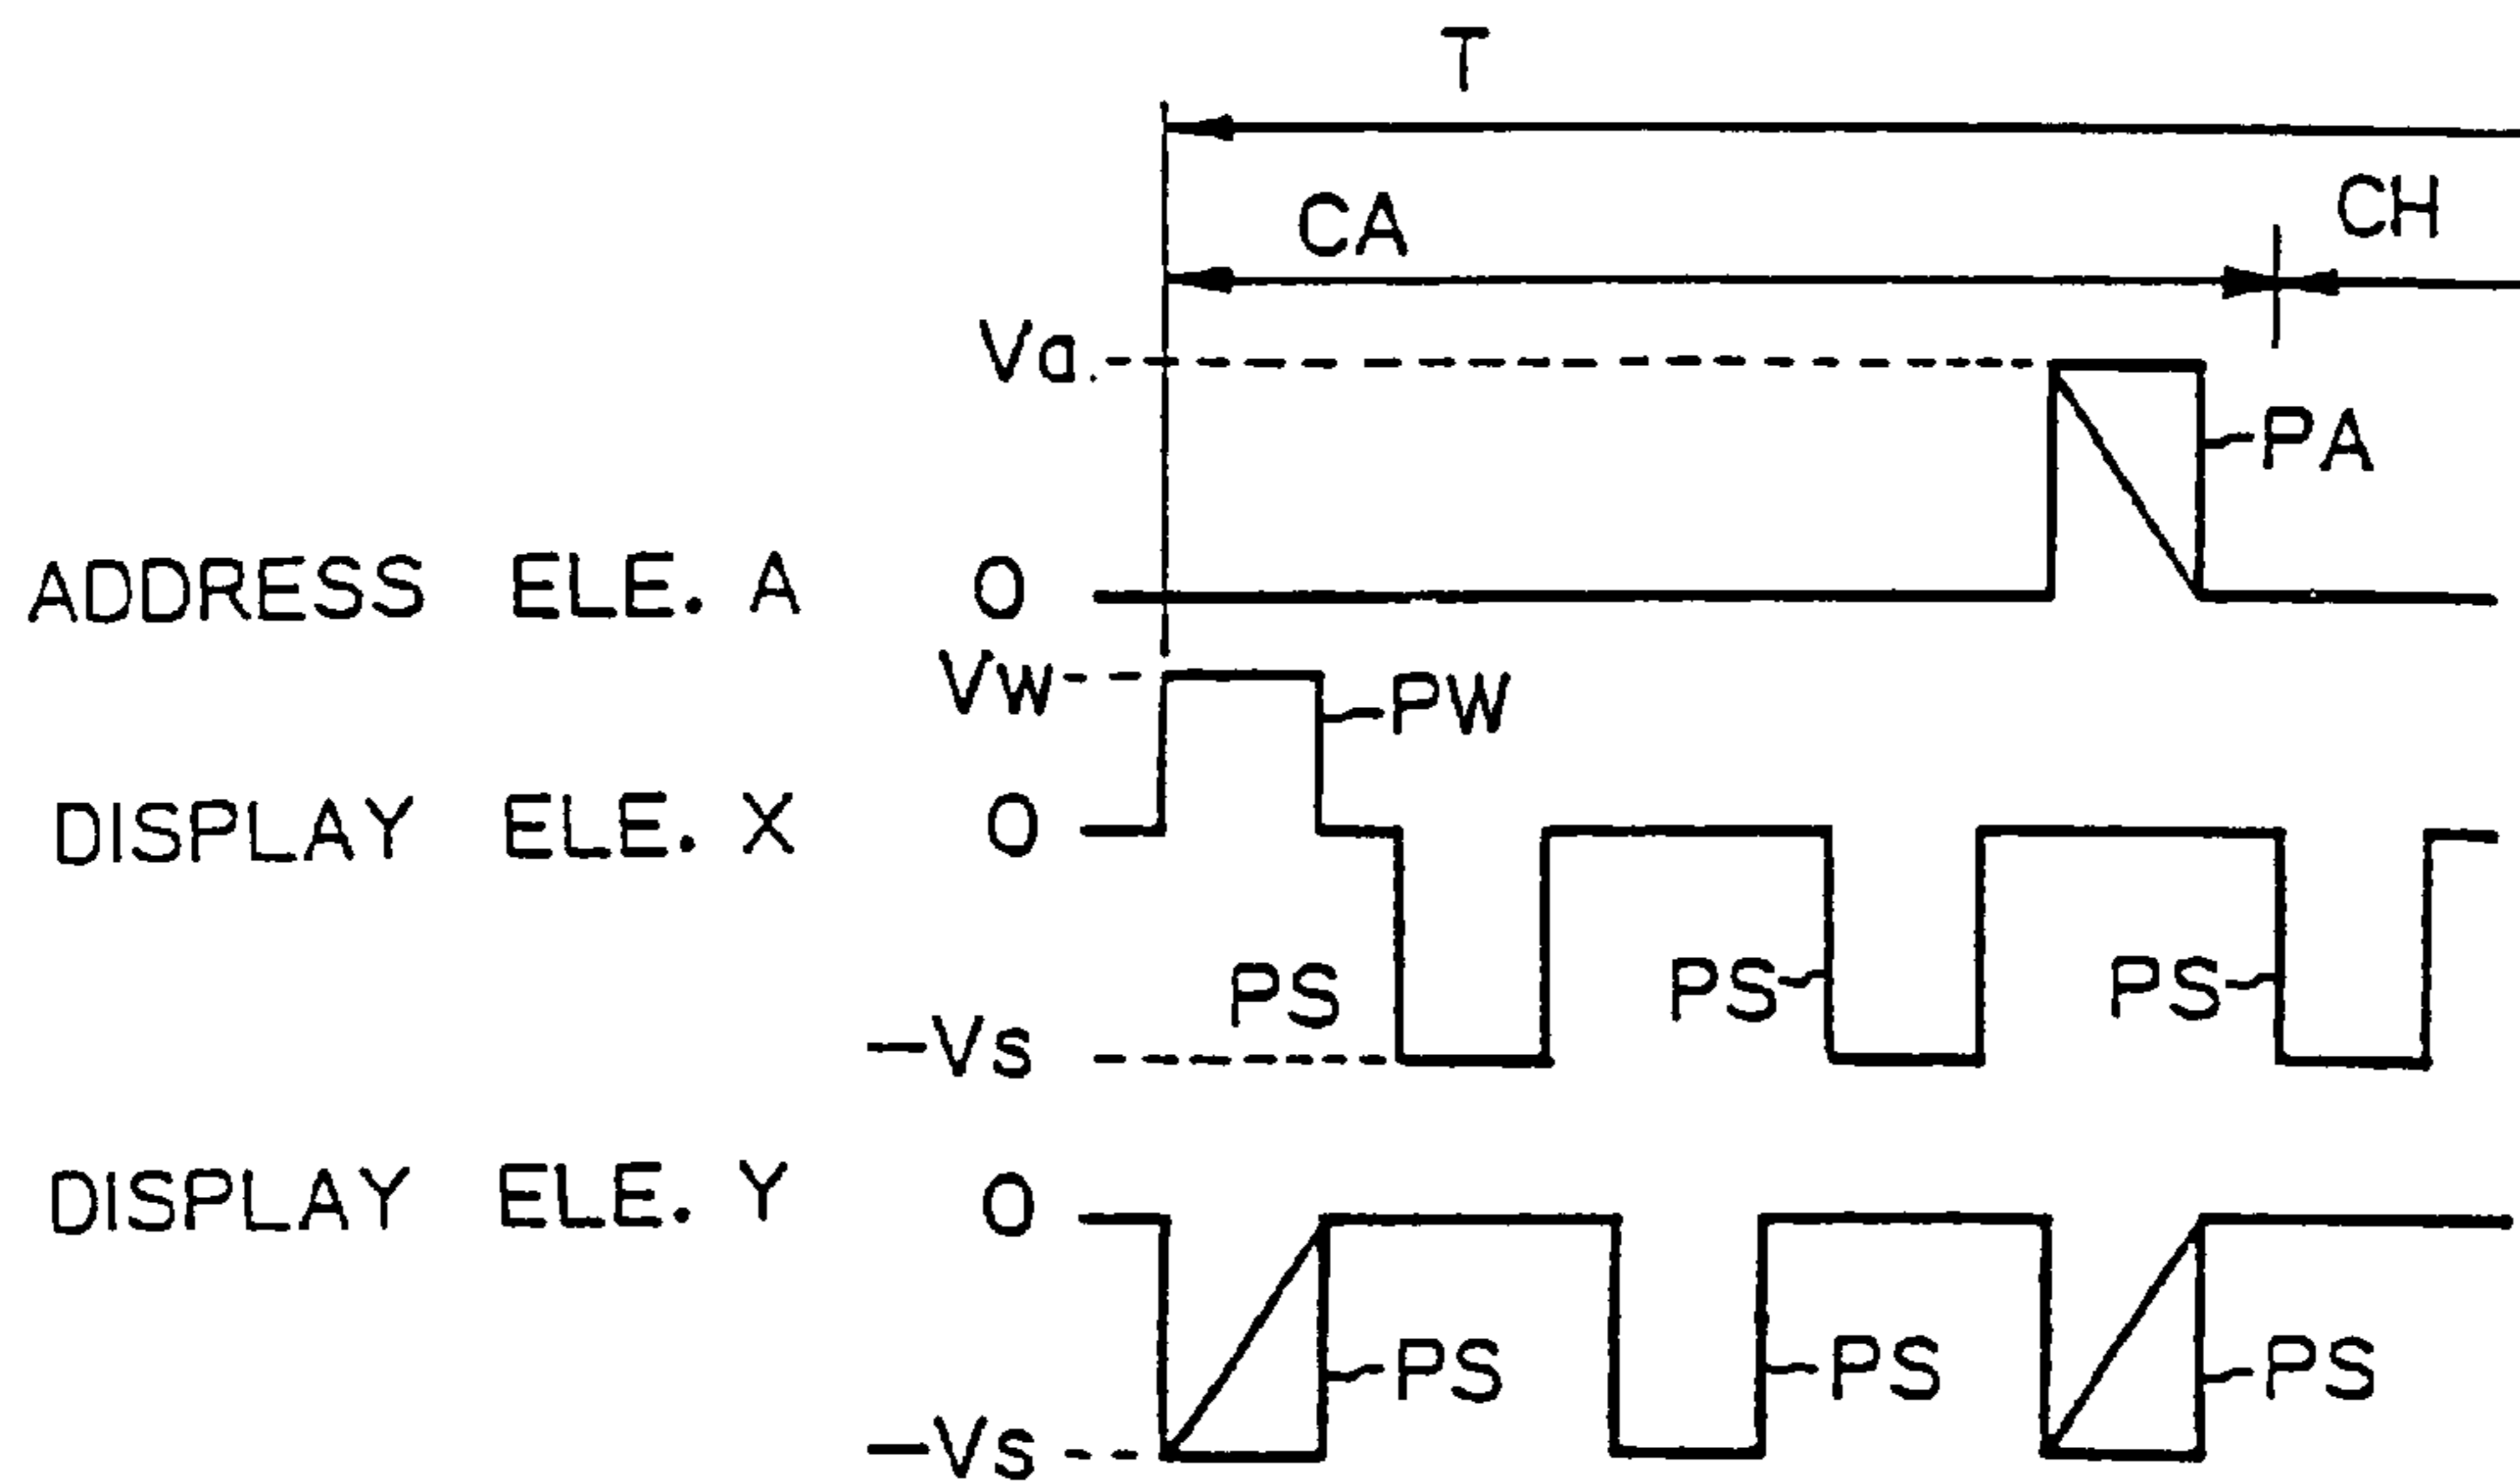 T
CA
CH
Va.
PA
ADDRESS ELE. A 0
Vw
PW
DISPLAY ELE. X 0
PS PS PS
-Vs
DISPLAY ELE. Y 0
PS PS PS
-Vs